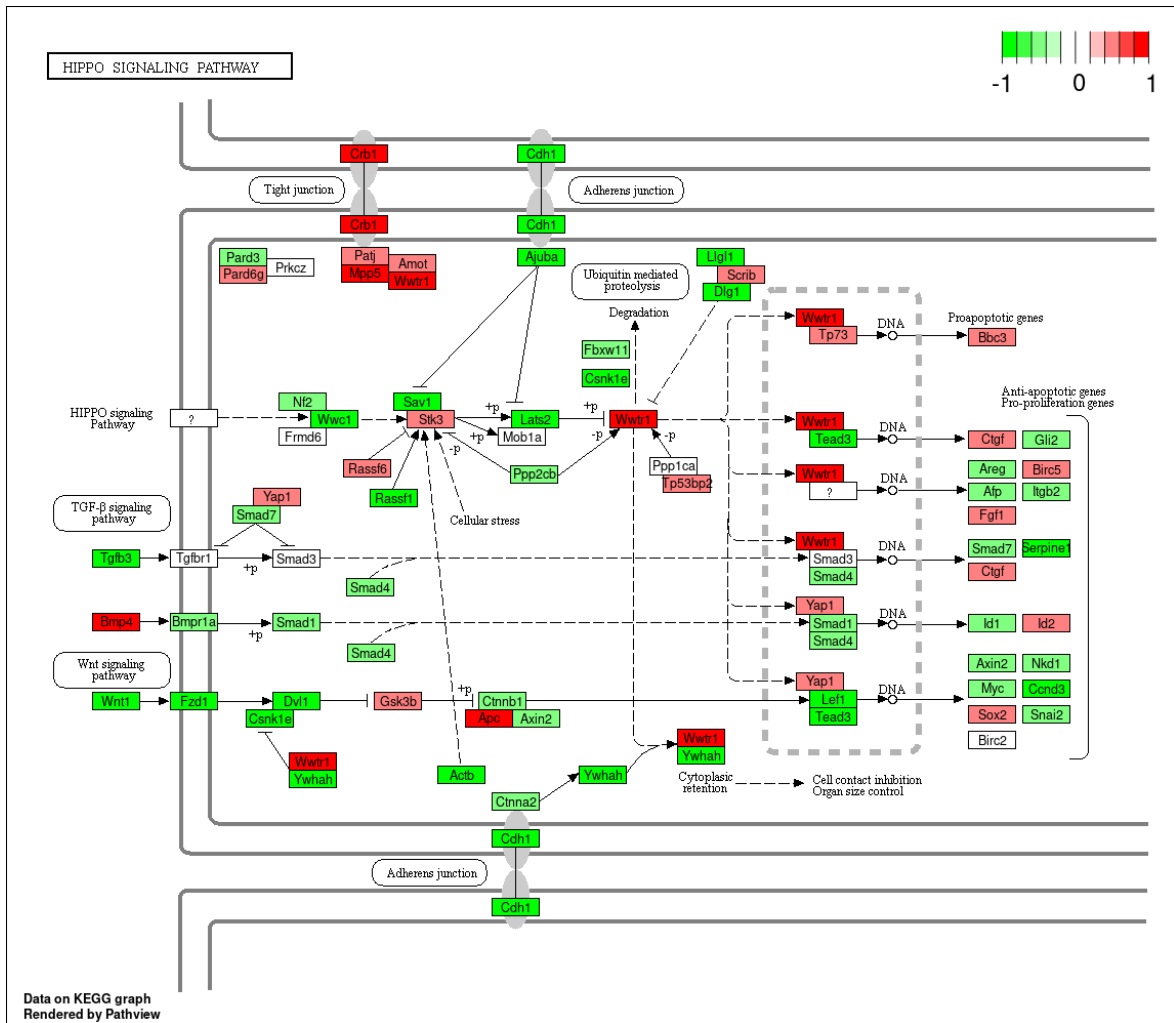 HIPPO SIGNALING PATHWAY
-1 0 1
Crb1
Cdh1
Tight junction
Adherens junction
Crb1
Cdh1
Pard3
Pard6g
Prkcz
Patj
Mpp5
Amot
Wwtr1
Ajuba
Llgl1
Scrib
Dlg1
Ubiquitin mediated
proteolysis
Degradation
Fbxw11
Csnk1e
Wwtr1
Tp73
DNA
Proapoptotic genes
Bbc3
Anti-apoptotic genes
Pro-proliferation genes
HIPPO signaling
Pathway
?
Nf2
Wwc1
Frmd6
Sav1
Stk3
+p
+p
-p
Lats2
Mob1a
+p
-p
Wwtr1
-p
Ppp1ca
Tp53bp2
Rassf6
Rassf1
Ppp2cb
Cellular stress
Wwtr1
Tead3
DNA
Ctgf
Gli2
Wwtr1
?
DNA
Areg
Birc5
Afp
Itgb2
Fgf1
TGF-β signaling
pathway
Yap1
Smad7
Tgfb3
Tgfbr1
+p
Smad3
Smad4
Wwtr1
Smad3
Smad4
DNA
Smad7
Serpine1
Ctgf
Bmp4
Bmpr1a
+p
Smad1
Smad4
Yap1
Smad1
Smad4
DNA
Id1
Id2
Wnt signaling
pathway
Wnt1
Fzd1
Dvl1
Csnk1e
Gsk3b
+p
Ctnnb1
Apc
Axin2
Yap1
Lef1
Tead3
DNA
Axin2
Nkd1
Myc
Ccnd3
Sox2
Snai2
Birc2
Wwtr1
Ywhah
Actb
Ywhah
Wwtr1
Ywhah
Cytoplasmic
retention
Cell contact inhibition
Organ size control
Ctnna2
Cdh1
Adherens junction
Cdh1
Data on KEGG graph
Rendered by Pathview